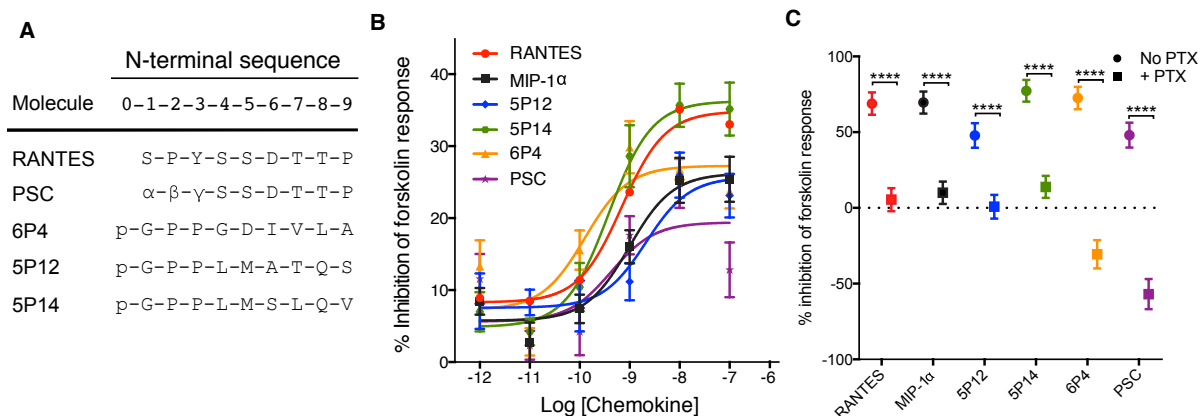 A
N-terminal sequence
Molecule 0-1-2-3-4-5-6-7-8-9
RANTES S-P-Y-S-S-D-T-T-P
PSC α-β-γ-S-S-D-T-T-P
6P4 p-G-P-P-G-D-I-V-L-A
5P12 p-G-P-P-L-M-A-T-Q-S
5P14 p-G-P-P-L-M-S-L-Q-V
B
% Inhibition of forskolin response
40
30
20
10
0
RANTES
MIP-1α
5P12
5P14
6P4
PSC
-12 -11 -10 -9 -8 -7 -6
Log [Chemokine]
C
% inhibition of forskolin response
100
50
0
-50
-100
No PTX
+ PTX
**** **** **** **** **** ****
RANTES
MIP-1α
5P12
5P14
6P4
PSC